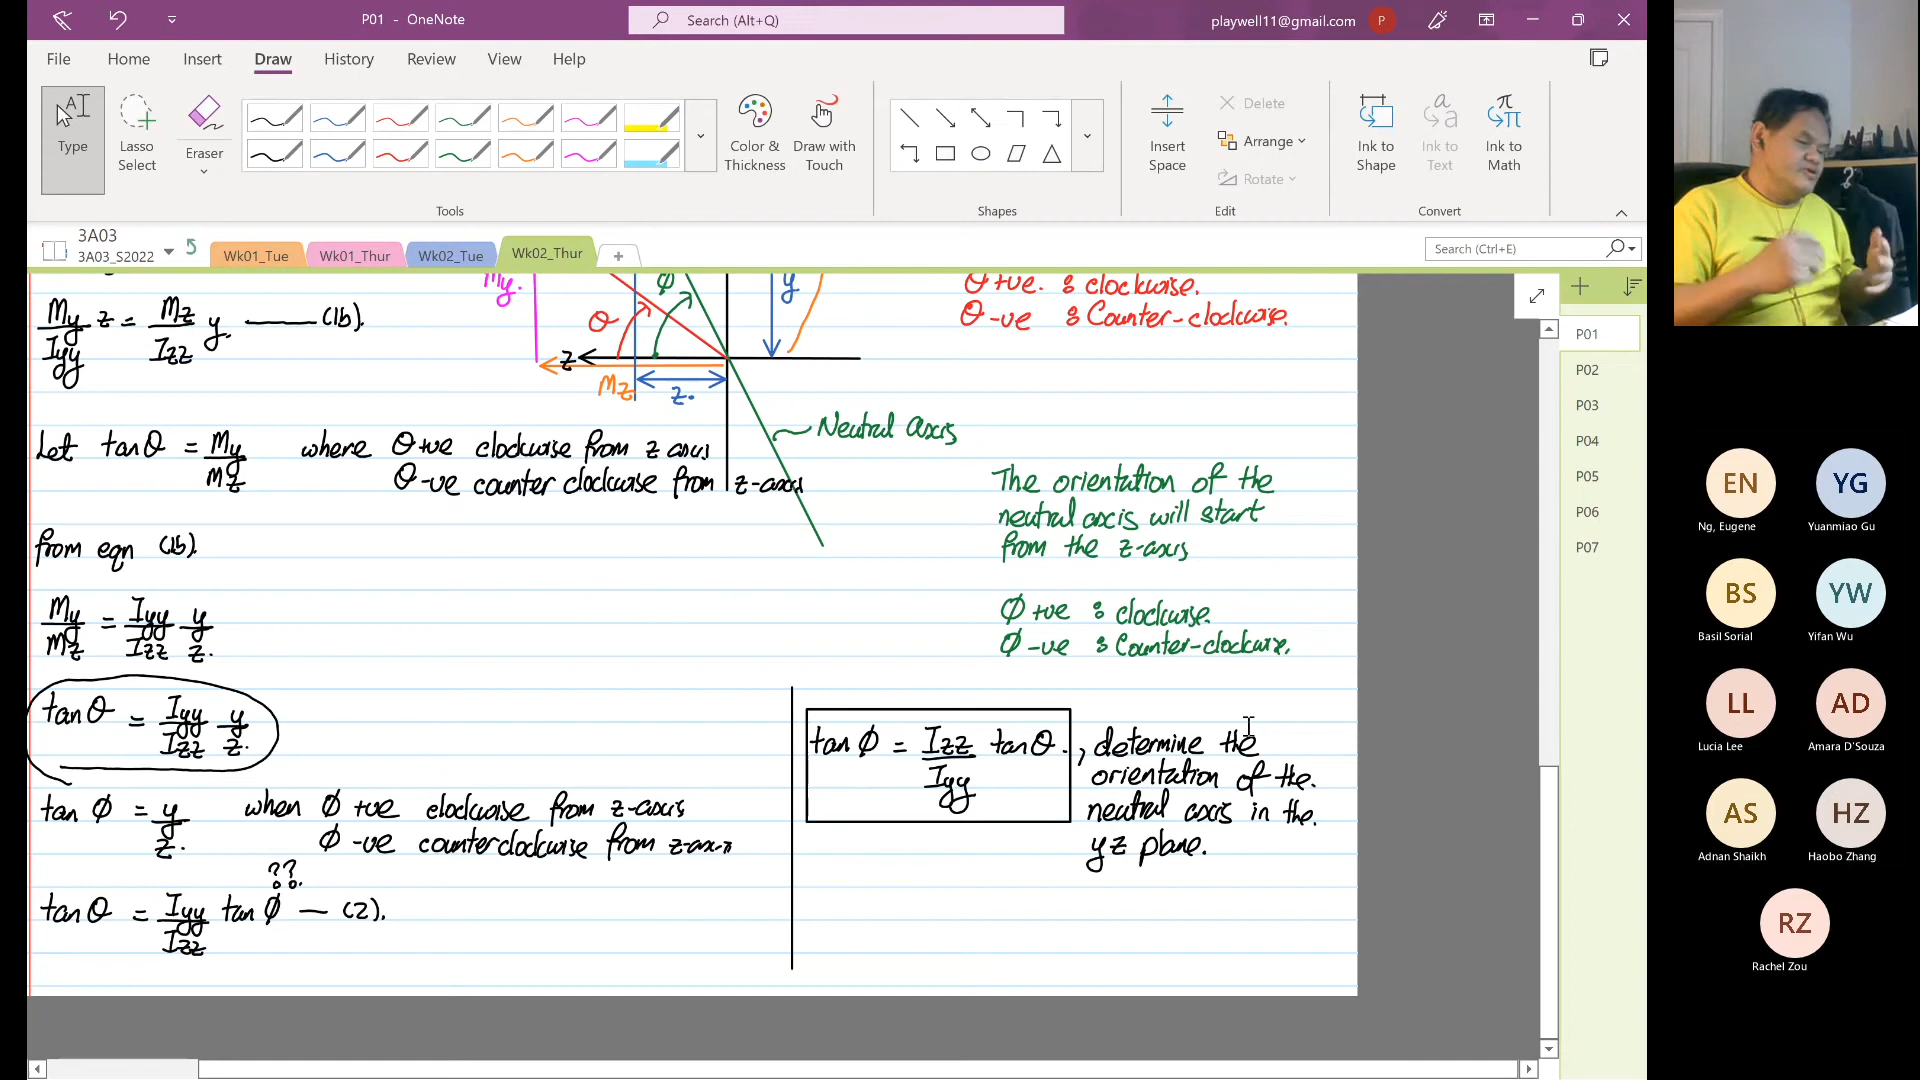 P01 - OneNote
Search (Alt+Q)
playwell11@gmail.com
P
File Home Insert Draw History Review View Help
Type
Lasso Select
Eraser
Color & Thickness
Draw with Touch
Insert Space
Delete
Arrange
Rotate
Ink to Shape
Ink to Text
Ink to Math
Tools
Shapes
Edit
Convert
3A03
3A03_S2022
Wk01_Tue
Wk01_Thur
Wk02_Tue
Wk02_Thur
Search (Ctrl+E)
P01
P02
P03
P04
P05
P06
P07
My/Iyy z = Mz/Izz y ——— (1b).
My.
θ
φ
y
z
Mz
z.
Neutral Axis
θ +ve : clockwise.
θ -ve : Counter-clockwise.
Let tanθ = My/Mz where θ+ve clockwise from z axis
θ-ve counter clockwise from z-axis
The orientation of the
neutral axis will start
from the z-axis
from eqn (1b).
φ +ve : clockwise.
φ -ve : Counter-clockwise.
My/Mz = Iyy/Izz y/z.
tanθ = Iyy/Izz y/z.
tan φ = Izz/Iyy tanθ. , determine the
orientation of the.
neutral axis in the.
yz plane.
tan φ = y/z. when φ +ve clockwise from z-axis
φ -ve counterclockwise from z-axis
??
tanθ = Iyy/Izz tan φ — (2).
EN
Ng, Eugene
YG
Yuanmiao Gu
BS
Basil Sorial
YW
Yifan Wu
LL
Lucia Lee
AD
Amara D'Souza
AS
Adnan Shaikh
HZ
Haobo Zhang
RZ
Rachel Zou